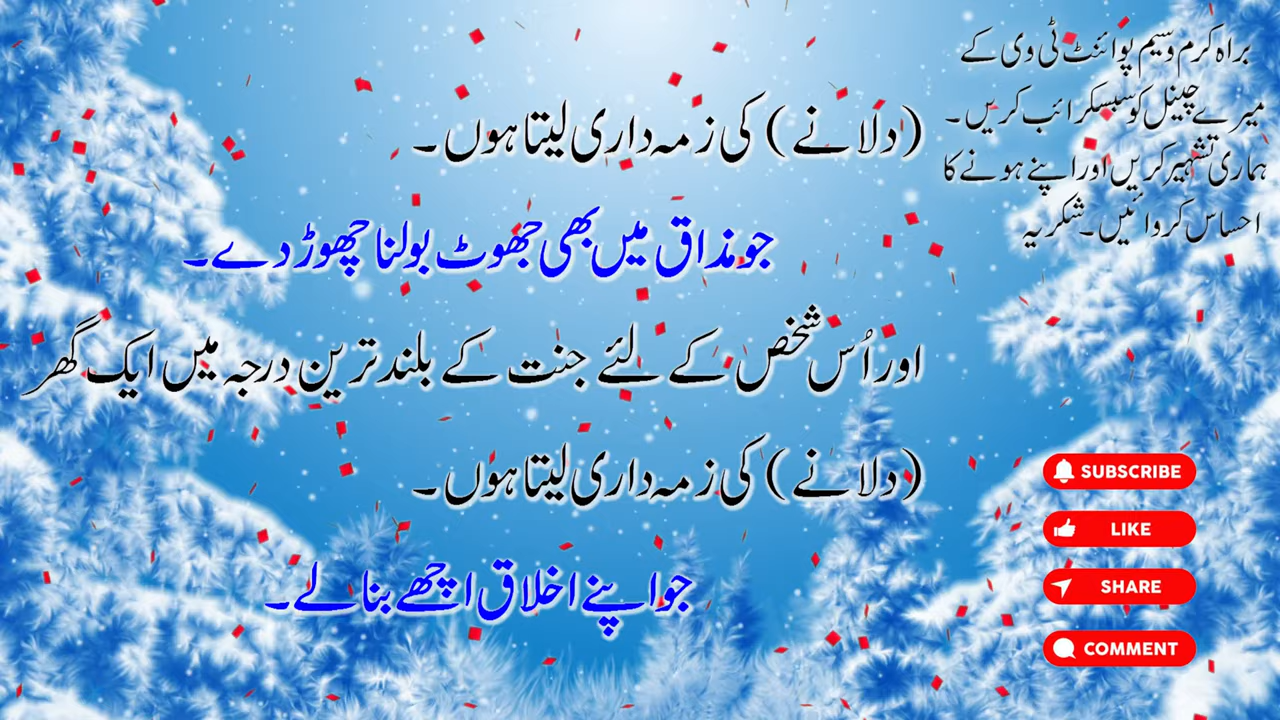 براہ کرم وسیم پوائنٹ ٹی وی کے
میرے چینل کو سبسکرائب کریں۔
ہماری تشہیر کریں اور اپنے ہونے کا
احساس کروائیں۔ شکریہ
(دلانے) کی زمہ داری لیتا ہوں۔
جو مذاق میں بھی جھوٹ بولنا چھوڑ دے۔
اور اُس شخص کے لئے جنت کے بلند ترین درجہ میں ایک گھر
(دلانے) کی زمہ داری لیتا ہوں۔
جو اپنے اخلاق اچھے بنا لے۔
SUBSCRIBE
LIKE
SHARE
COMMENT